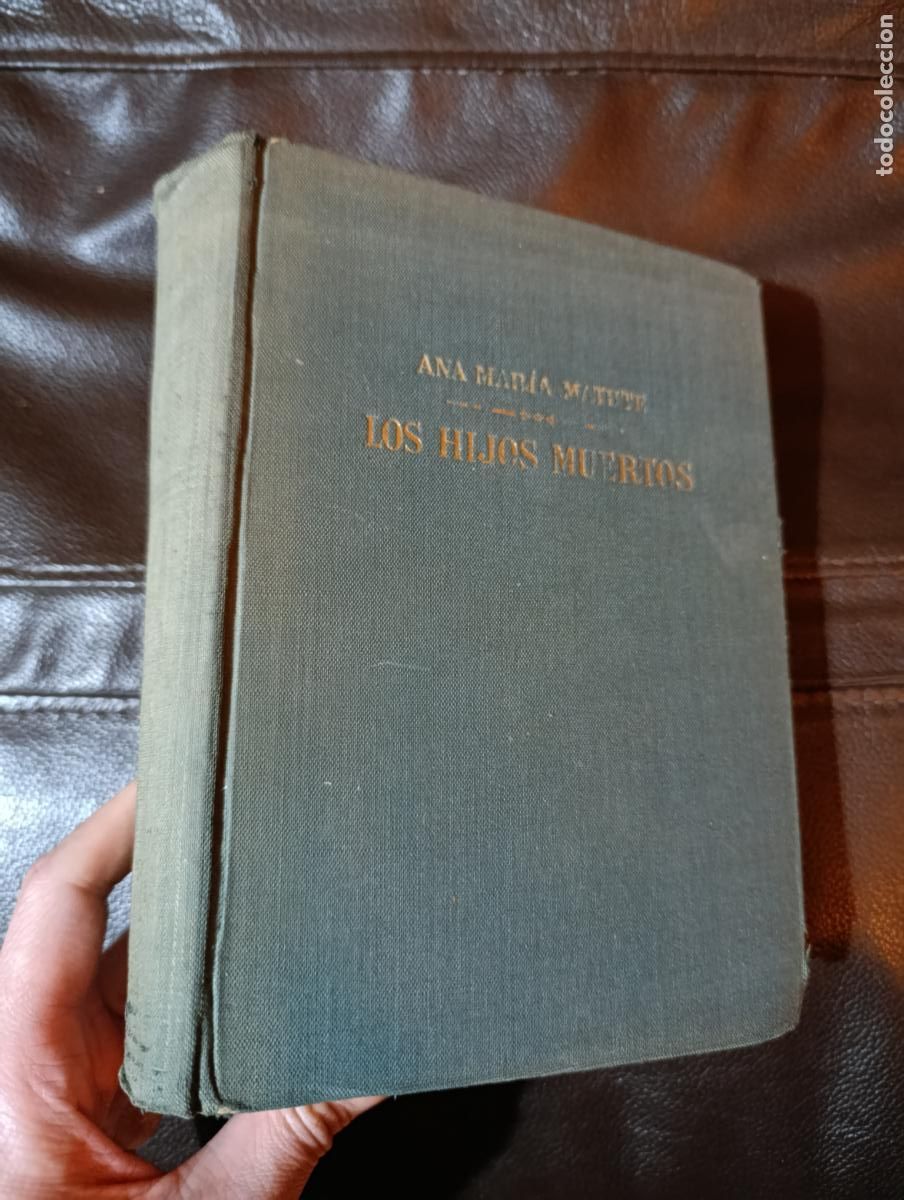 ANA MARÍA MATUTE
LOS HIJOS MUERTOS
todocoleccion